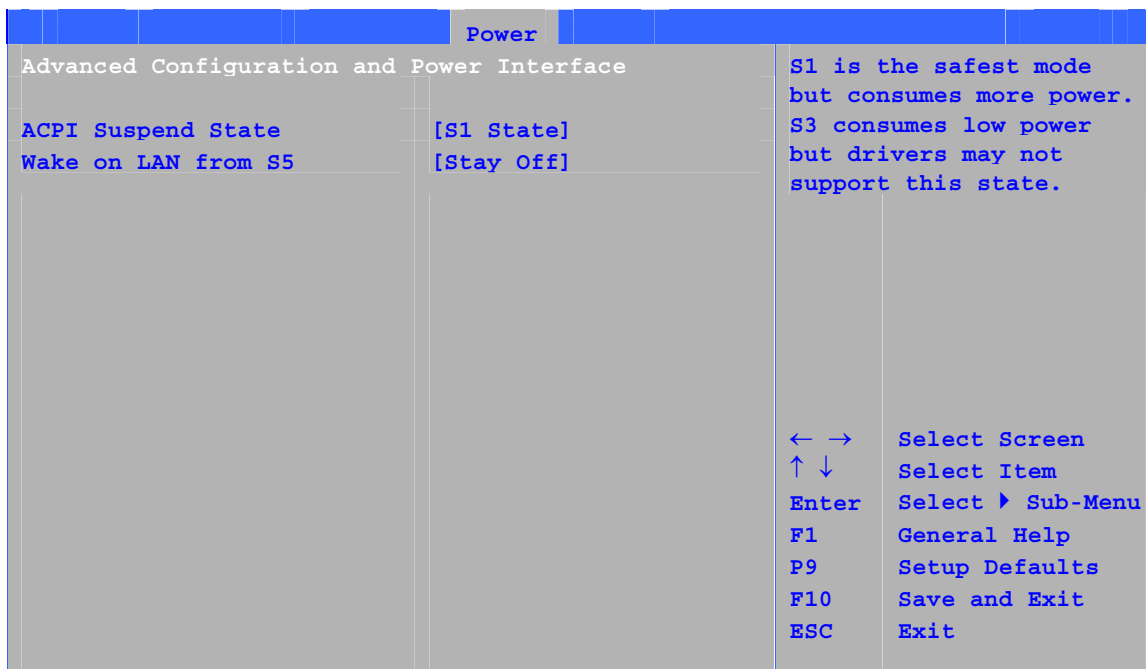 Power
Advanced Configuration and Power Interface
ACPI Suspend State [S1 State]
Wake on LAN from S5 [Stay Off]
S1 is the safest mode
but consumes more power.
S3 consumes low power
but drivers may not
support this state.
← → Select Screen
↑ ↓ Select Item
Enter Select ▶ Sub-Menu
F1 General Help
P9 Setup Defaults
F10 Save and Exit
ESC Exit